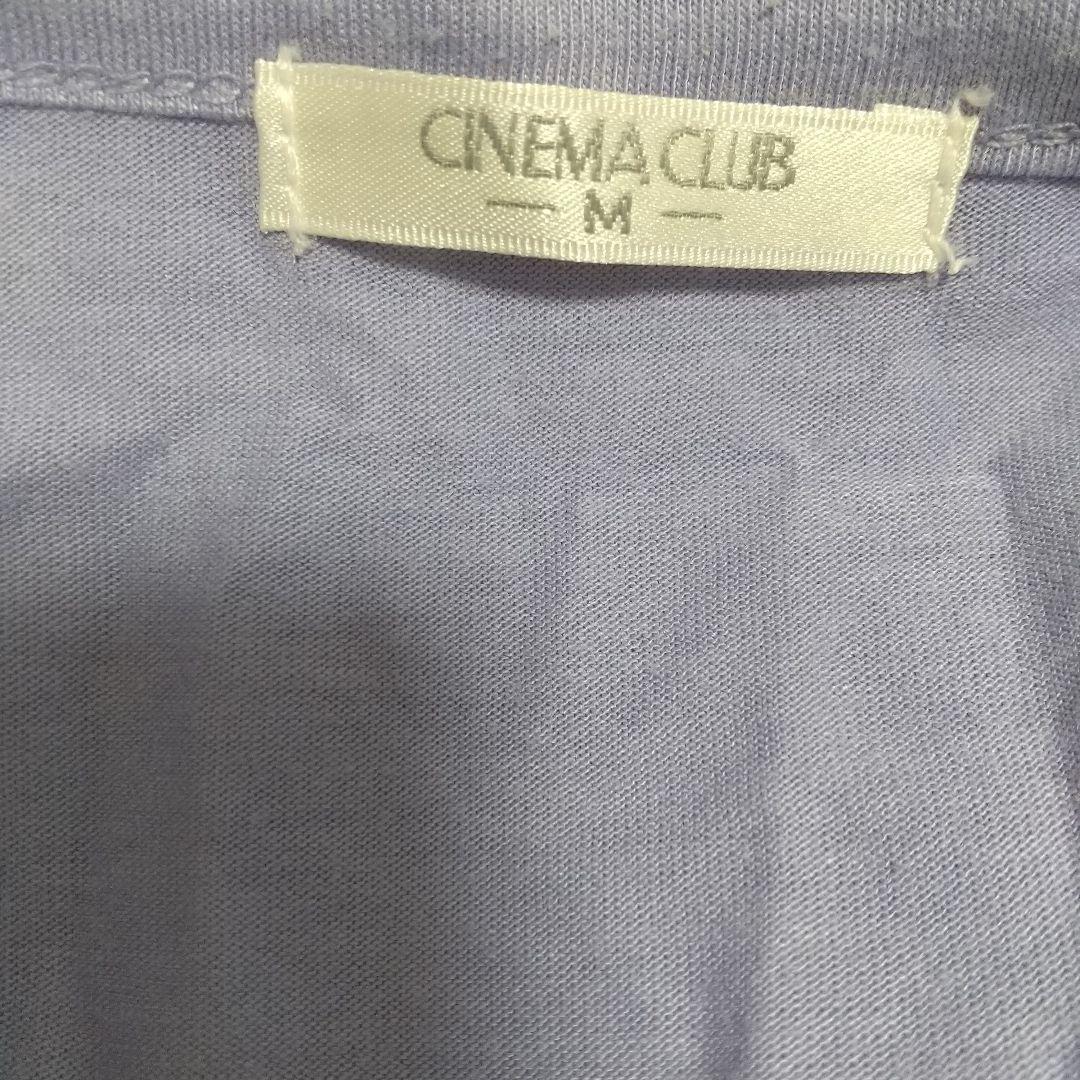 CINEMA CLUB
— M —